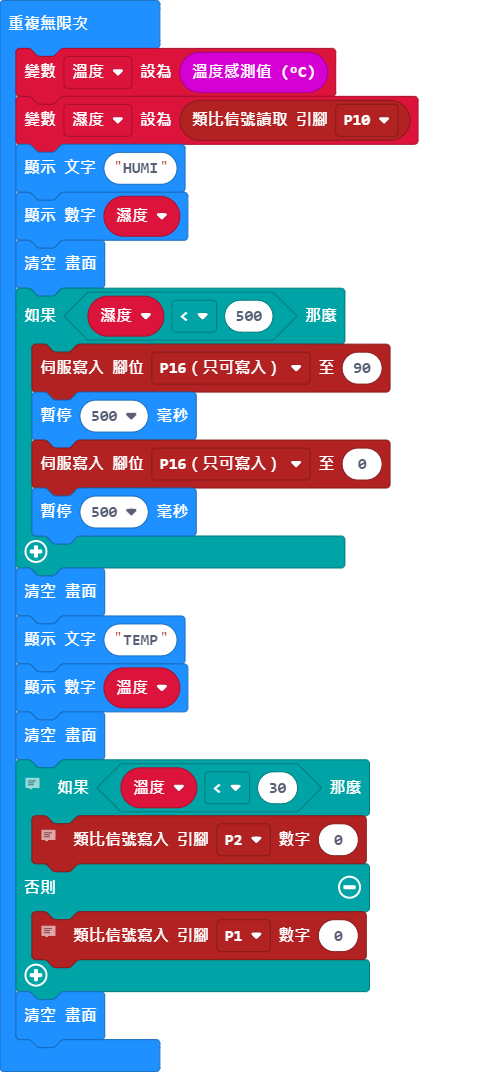 重複無限次
變數 溫度 設為 溫度感測值 (ºC)
變數 濕度 設為 類比信號讀取 引腳 P10
顯示 文字 "HUMI"
顯示 數字 濕度
清空 畫面
如果 濕度 < 500 那麼
伺服寫入 腳位 P16（只可寫入） 至 90
暫停 500 毫秒
伺服寫入 腳位 P16（只可寫入） 至 0
暫停 500 毫秒
清空 畫面
顯示 文字 "TEMP"
顯示 數字 溫度
清空 畫面
如果 溫度 < 30 那麼
類比信號寫入 引腳 P2 數字 0
否則
類比信號寫入 引腳 P1 數字 0
清空 畫面